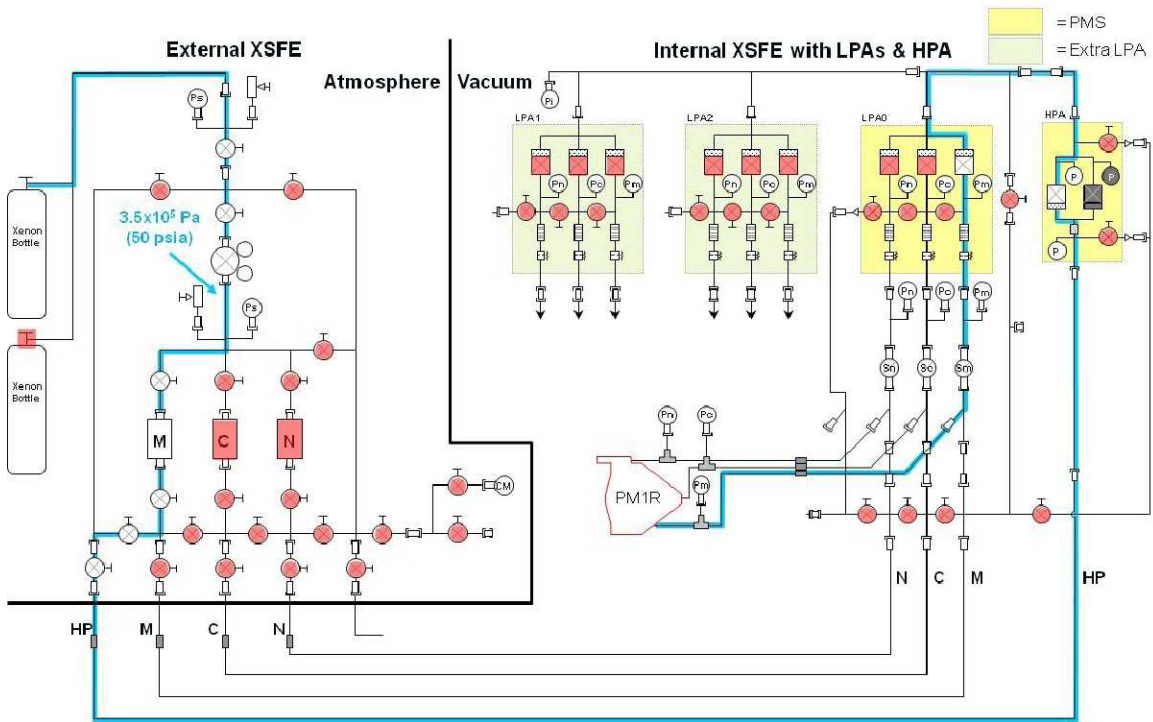 = PMS
= Extra LPA
External XSFE
Internal XSFE with LPAs & HPA
Atmosphere
Vacuum
Ps
Pi
LPA1
LPA2
LPA0
HPA
Pn
Pc
Pm
Pn
Pc
Pm
Pn
Pc
Pm
P
P
P
Xenon
Bottle
3.5x10⁵ Pa
(50 psia)
Ps
Pn
Pc
Pm
Xenon
Bottle
Sn
Sc
Sm
M
C
N
Pn
Pc
CM
PM1R
Pm
N
C
M
HP
HP
M
C
N